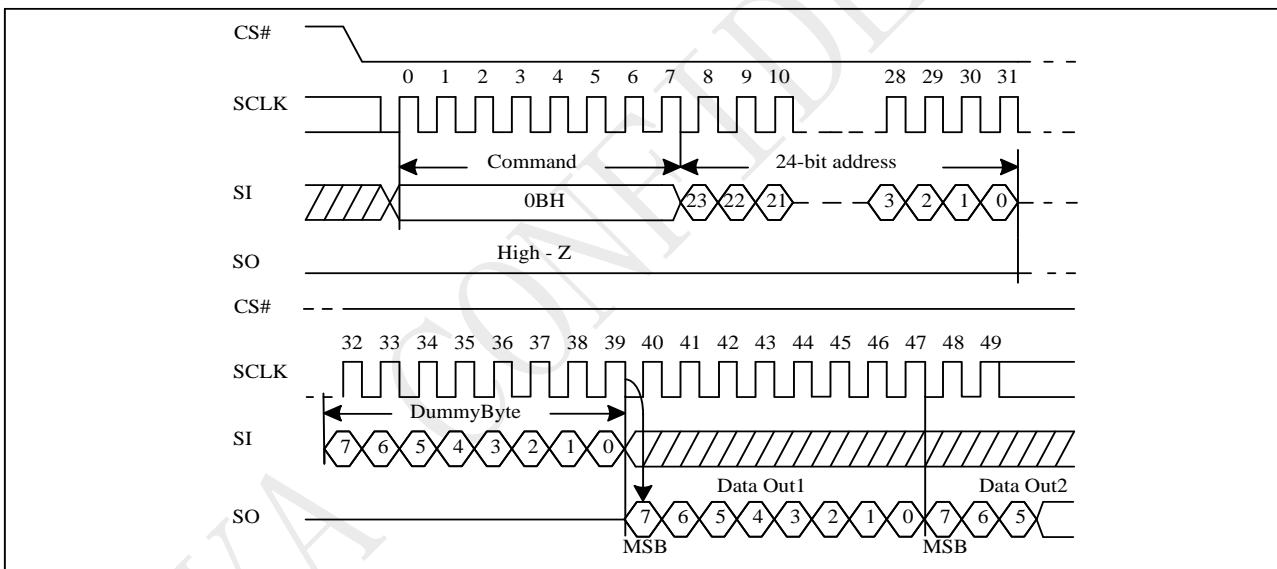 CS#
0 1 2 3 4 5 6 7 8 9 10 28 29 30 31
SCLK
Command 24-bit address
SI 0BH 23 22 21 3 2 1 0
High - Z
SO
CS#
32 33 34 35 36 37 38 39 40 41 42 43 44 45 46 47 48 49
SCLK
DummyByte
SI 7 6 5 4 3 2 1 0
Data Out1 Data Out2
SO 7 6 5 4 3 2 1 0 7 6 5
MSB MSB